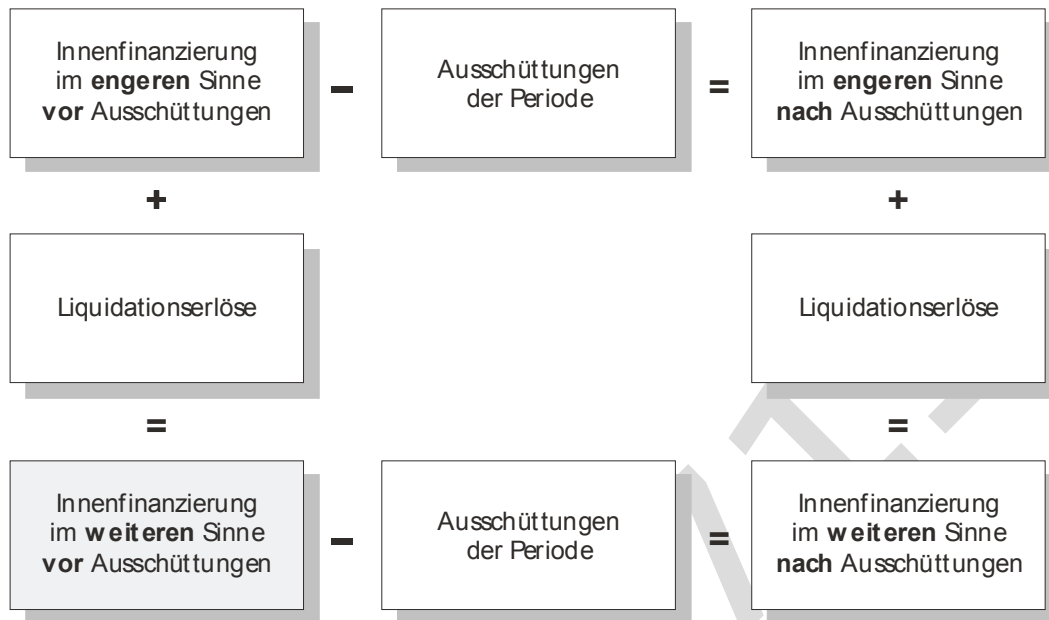 Innenfinanzierung
im engeren Sinne
vor Ausschüttungen
–
Ausschüttungen
der Periode
=
Innenfinanzierung
im engeren Sinne
nach Ausschüttungen
+
+
Liquidationserlöse
Liquidationserlöse
=
=
Innenfinanzierung
im weiteren Sinne
vor Ausschüttungen
–
Ausschüttungen
der Periode
=
Innenfinanzierung
im weiteren Sinne
nach Ausschüttungen